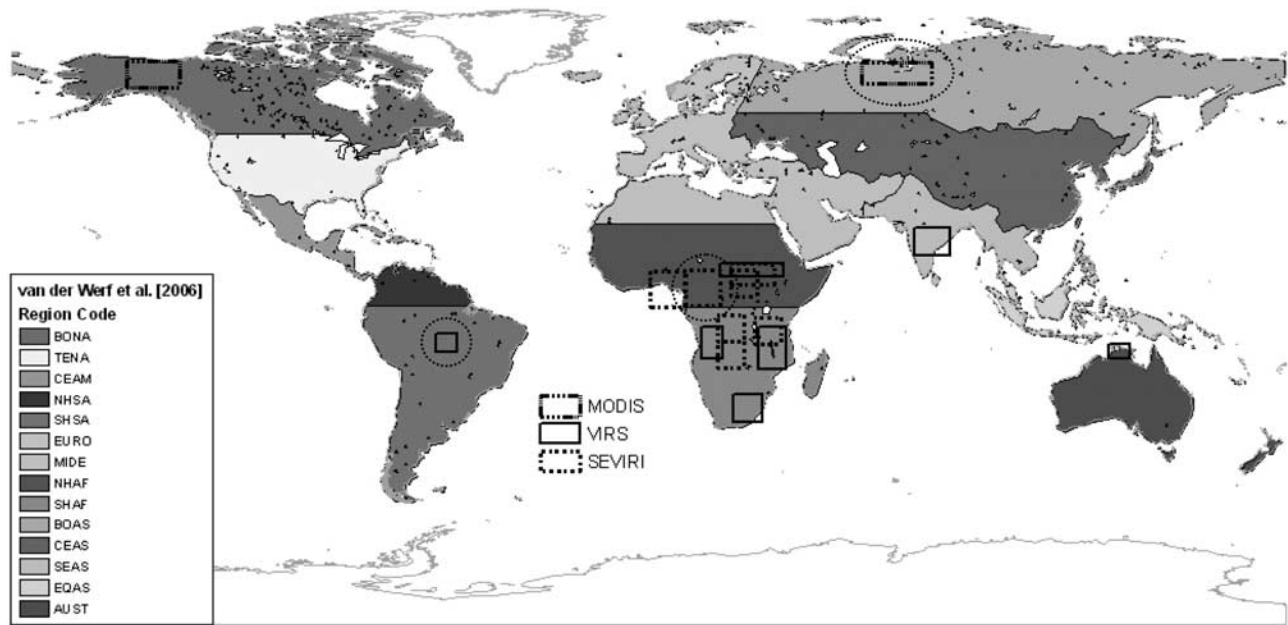 van der Werf et al. [2006]
Region Code
BONA
TENA
CEAM
NHSA
SHSA
EURO
MIDE
NHAF
SHAF
BOAS
CEAS
SEAS
EQAS
AUST
MODIS
VIRS
SEVIRI